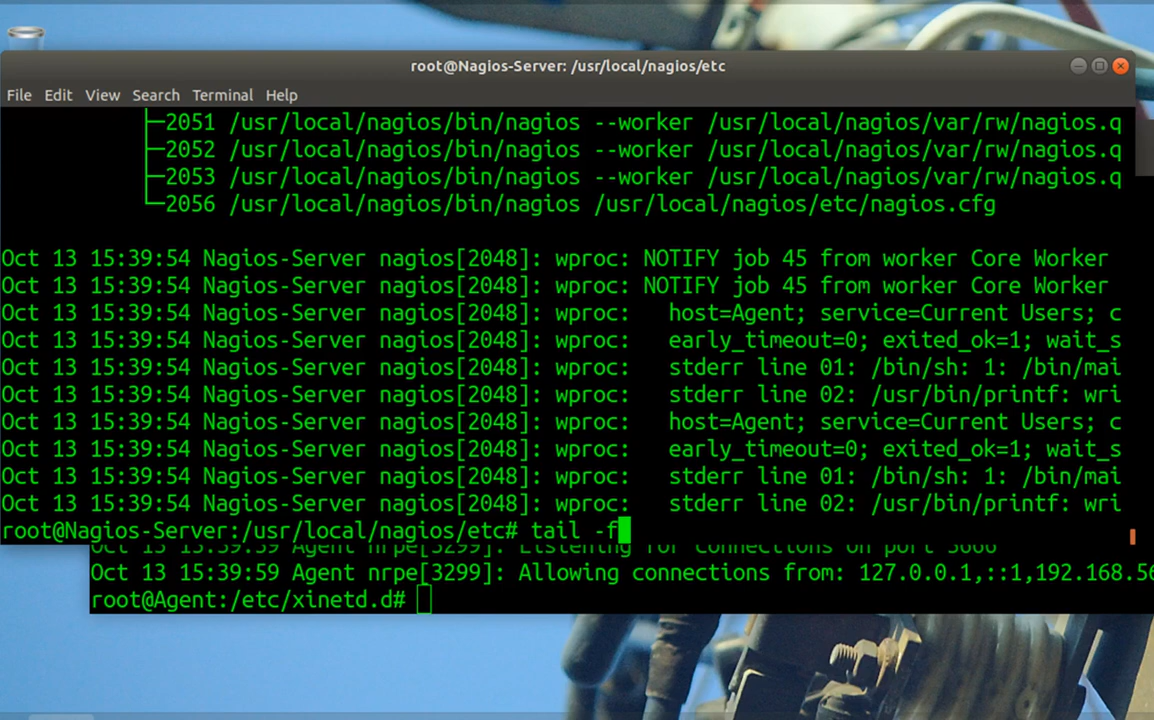 root@Nagios-Server: /usr/local/nagios/etc
File Edit View Search Terminal Help
├─2051 /usr/local/nagios/bin/nagios --worker /usr/local/nagios/var/rw/nagios.q
├─2052 /usr/local/nagios/bin/nagios --worker /usr/local/nagios/var/rw/nagios.q
├─2053 /usr/local/nagios/bin/nagios --worker /usr/local/nagios/var/rw/nagios.q
└─2056 /usr/local/nagios/bin/nagios /usr/local/nagios/etc/nagios.cfg
Oct 13 15:39:54 Nagios-Server nagios[2048]: wproc: NOTIFY job 45 from worker Core Worker
Oct 13 15:39:54 Nagios-Server nagios[2048]: wproc: NOTIFY job 45 from worker Core Worker
Oct 13 15:39:54 Nagios-Server nagios[2048]: wproc: host=Agent; service=Current Users; c
Oct 13 15:39:54 Nagios-Server nagios[2048]: wproc: early_timeout=0; exited_ok=1; wait_s
Oct 13 15:39:54 Nagios-Server nagios[2048]: wproc: stderr line 01: /bin/sh: 1: /bin/mai
Oct 13 15:39:54 Nagios-Server nagios[2048]: wproc: stderr line 02: /usr/bin/printf: wri
Oct 13 15:39:54 Nagios-Server nagios[2048]: wproc: host=Agent; service=Current Users; c
Oct 13 15:39:54 Nagios-Server nagios[2048]: wproc: early_timeout=0; exited_ok=1; wait_s
Oct 13 15:39:54 Nagios-Server nagios[2048]: wproc: stderr line 01: /bin/sh: 1: /bin/mai
Oct 13 15:39:54 Nagios-Server nagios[2048]: wproc: stderr line 02: /usr/bin/printf: wri
root@Nagios-Server:/usr/local/nagios/etc# tail -f
Oct 13 15:39:59 Agent nrpe[3299]: Listening for connections on port 5666
Oct 13 15:39:59 Agent nrpe[3299]: Allowing connections from: 127.0.0.1,::1,192.168.56
root@Agent:/etc/xinetd.d#